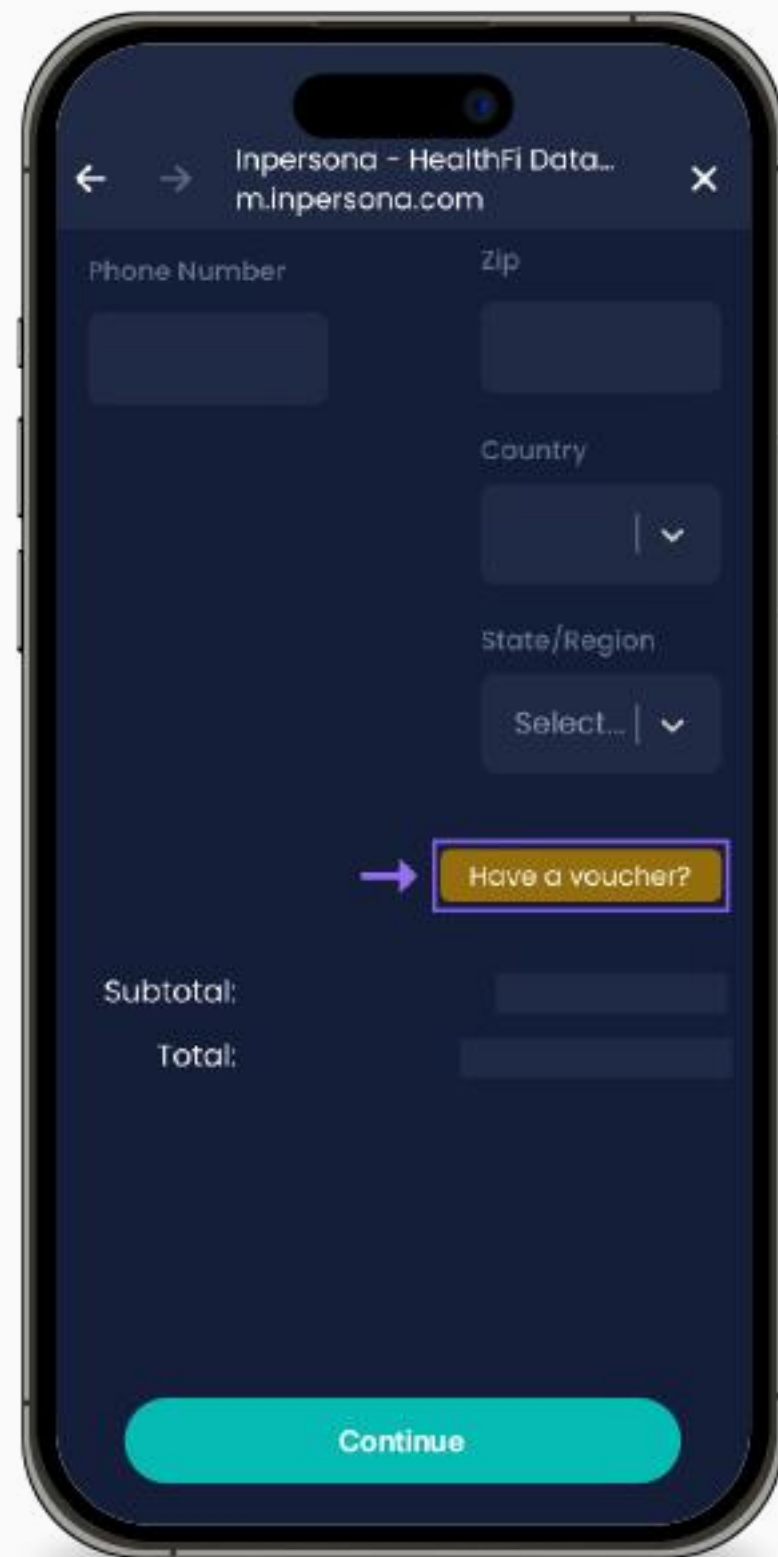 Inpersona - HealthFi Data...
m.inpersona.com
Phone Number
Zip
Country
State/Region
Select...
Have a voucher?
Subtotal:
Total:
Continue